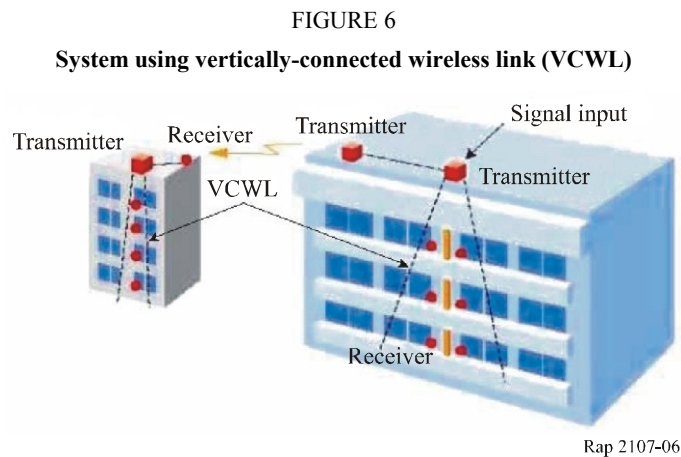 FIGURE 6
System using vertically-connected wireless link (VCWL)
Signal input
Transmitter
Receiver
Transmitter
Transmitter
VCWL
Receiver
Rap 2107-06